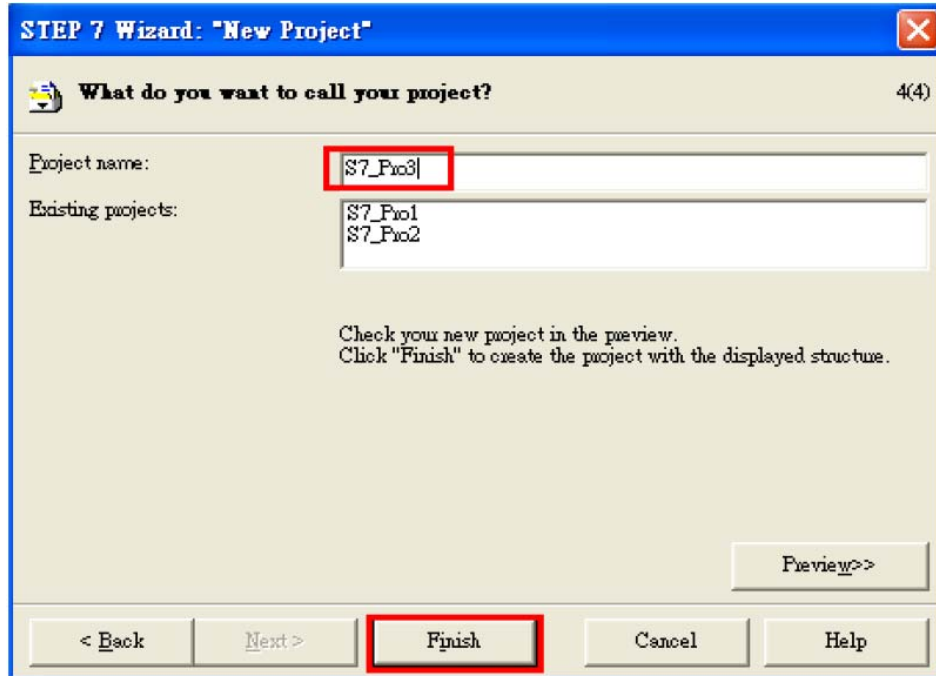 STEP 7 Wizard: "New Project"
What do you want to call your project?
4(4)
Project name:
S7_Pro3
Existing projects:
S7_Pro1
S7_Pro2
Check your new project in the preview.
Click "Finish" to create the project with the displayed structure.
Preview>>
< Back
Next >
Finish
Cancel
Help